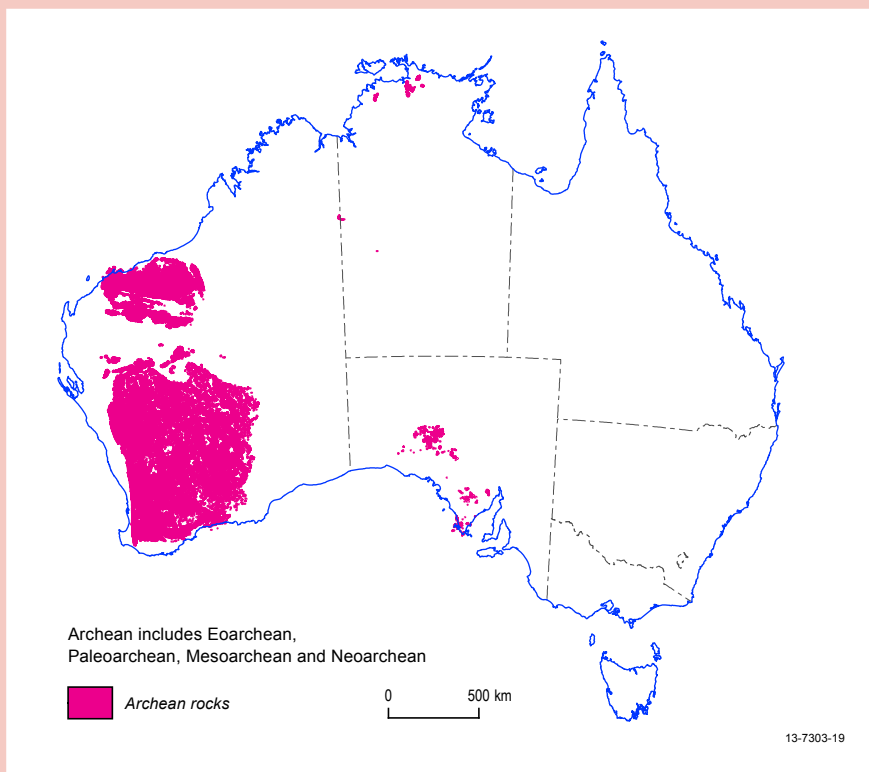 Archean includes Eoarchean,
Paleoarchean, Mesoarchean and Neoarchean
Archean rocks
0 500 km
13-7303-19